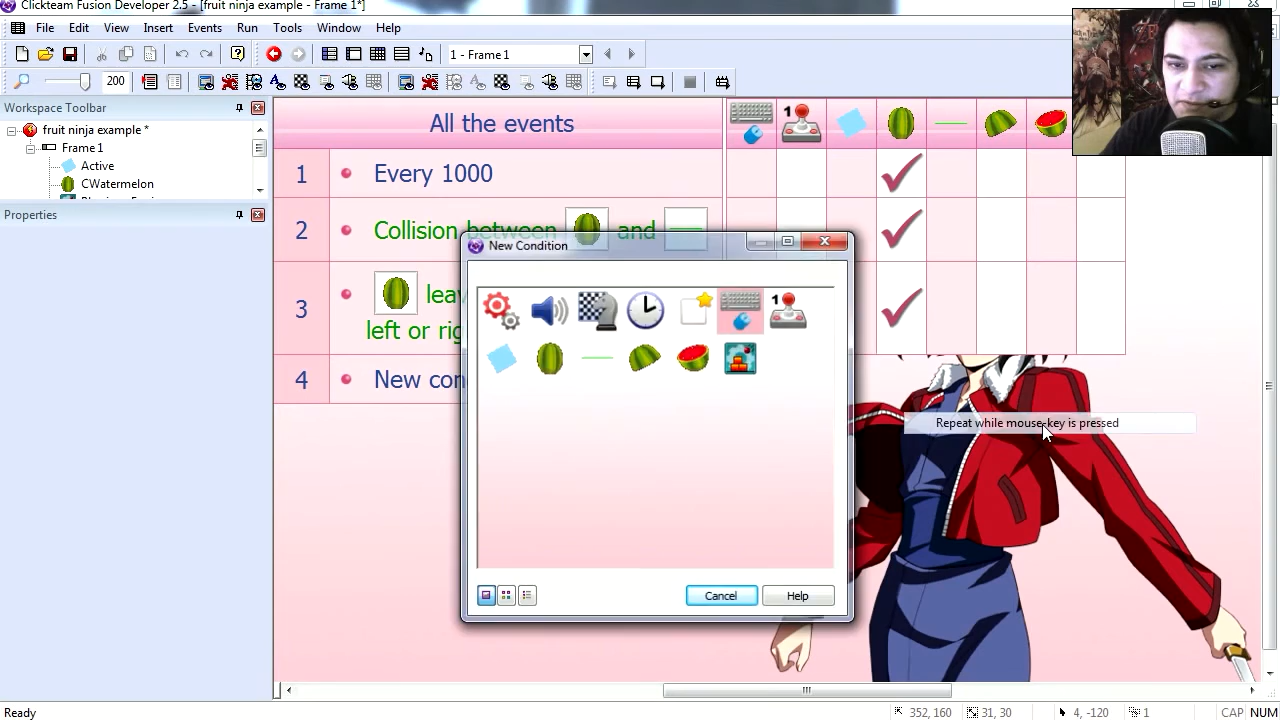 Clickteam Fusion Developer 2.5 - [fruit ninja example - Frame 1*]
File Edit View Insert Events Run Tools Window Help
1 - Frame 1
200
Workspace Toolbar
fruit ninja example *
Frame 1
Active
CWatermelon
Properties
All the events
1 Every 1000
2 Collision between and
3 leav
left or rig
4 New con
New Condition
Repeat while mouse-key is pressed
Cancel Help
Ready
352, 160 31, 30 4, -120 1 CAP NUM